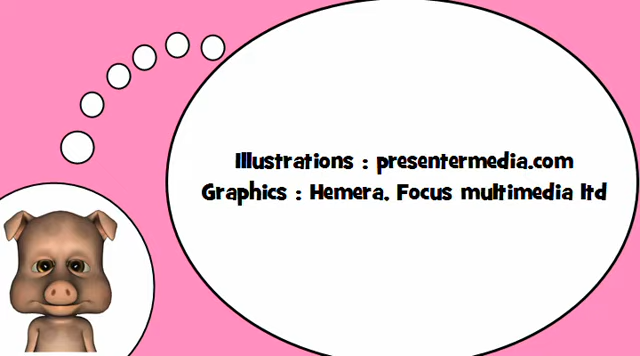 Illustrations : presentermedia.com
Graphics : Hemera. Focus multimedia ltd